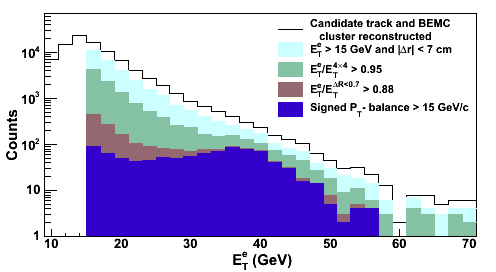 Candidate track and BEMC
cluster reconstructed
E_T^e > 15 GeV and |Δr| < 7 cm
E_T^e/E_T^{4×4} > 0.95
E_T^e/E_T^{ΔR<0.7} > 0.88
Signed P_T- balance > 15 GeV/c
Counts
10^4
10^3
10^2
10
1
10 20 30 40 50 60 70
E_T^e (GeV)